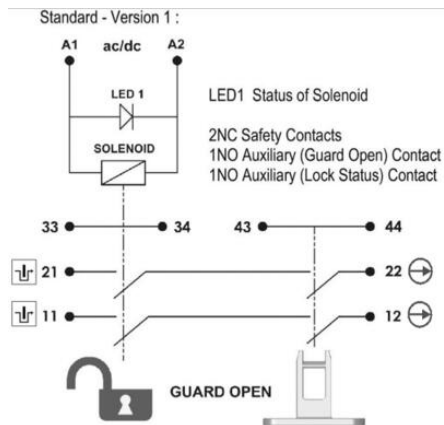 Standard - Version 1 :
A1 ac/dc A2
LED 1
LED1 Status of Solenoid
SOLENOID
2NC Safety Contacts
1NO Auxiliary (Guard Open) Contact
1NO Auxiliary (Lock Status) Contact
33 34 43 44
21 22
11 12
GUARD OPEN